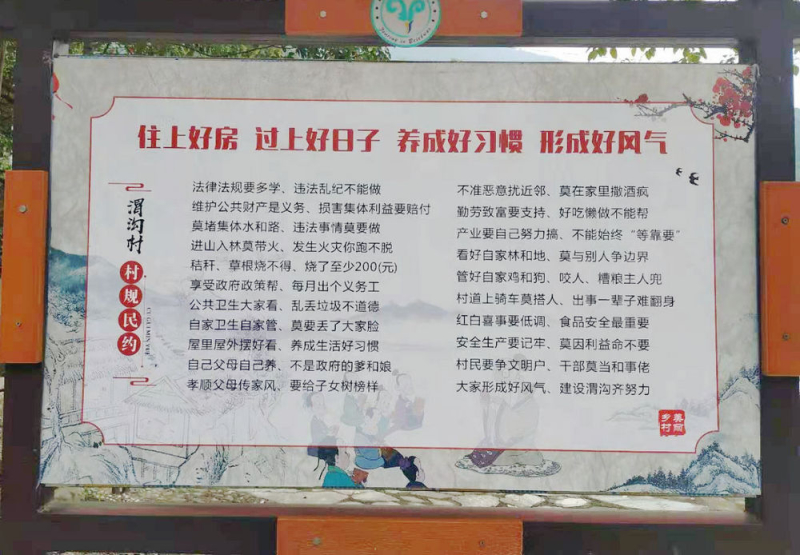 住上好房 过上好日子 养成好习惯 形成好风气
渭沟村
村规民约
CUN GUI MIN YUE
法律法规要多学、违法乱纪不能做
维护公共财产是义务、损害集体利益要赔付
莫堵集体水和路、违法事情莫要做
进山入林莫带火、发生火灾你跑不脱
秸秆、草根烧不得、烧了至少200(元)
享受政府政策帮、每月出个义务工
公共卫生大家看、乱丢垃圾不道德
自家卫生自家管、莫要丢了大家脸
屋里屋外摆好看、养成生活好习惯
自己父母自己养、不是政府的爹和娘
孝顺父母传家风、要给子女树榜样
不准恶意扰近邻、莫在家里撒酒疯
勤劳致富要支持、好吃懒做不能帮
产业要自己努力搞、不能始终“等靠要”
看好自家林和地、莫与别人争边界
管好自家鸡和狗、咬人、糟粮主人兜
村道上骑车莫搭人、出事一辈子难翻身
红白喜事要低调、食品安全最重要
安全生产要记牢、莫因利益命不要
村民要争文明户、干部莫当和事佬
大家形成好风气、建设渭沟齐努力
美丽乡村